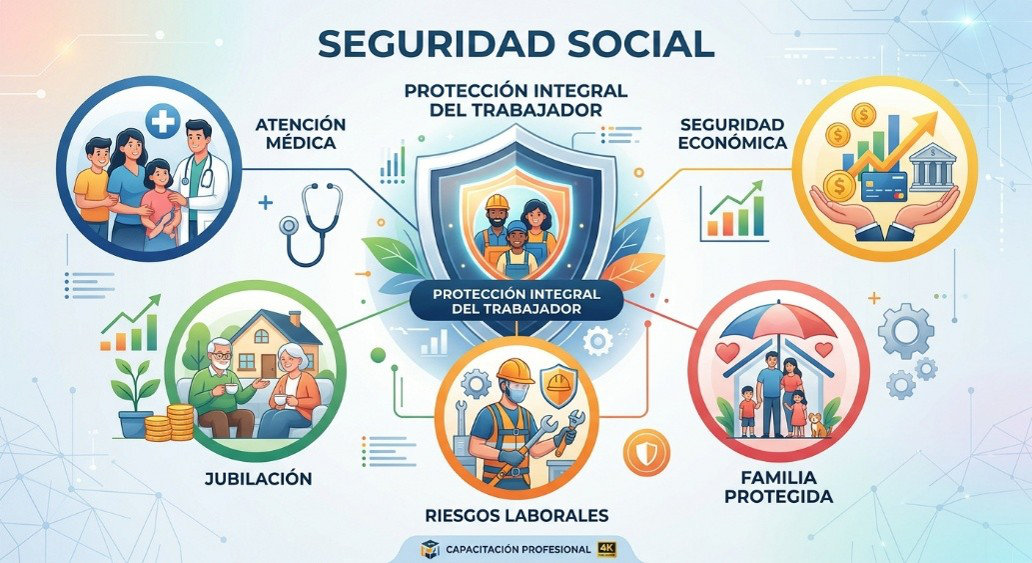 SEGURIDAD SOCIAL
PROTECCIÓN INTEGRAL
DEL TRABAJADOR
ATENCIÓN
MÉDICA
SEGURIDAD
ECONÓMICA
PROTECCIÓN INTEGRAL
DEL TRABAJADOR
JUBILACIÓN
RIESGOS LABORALES
FAMILIA
PROTEGIDA
CAPACITACIÓN PROFESIONAL
4K